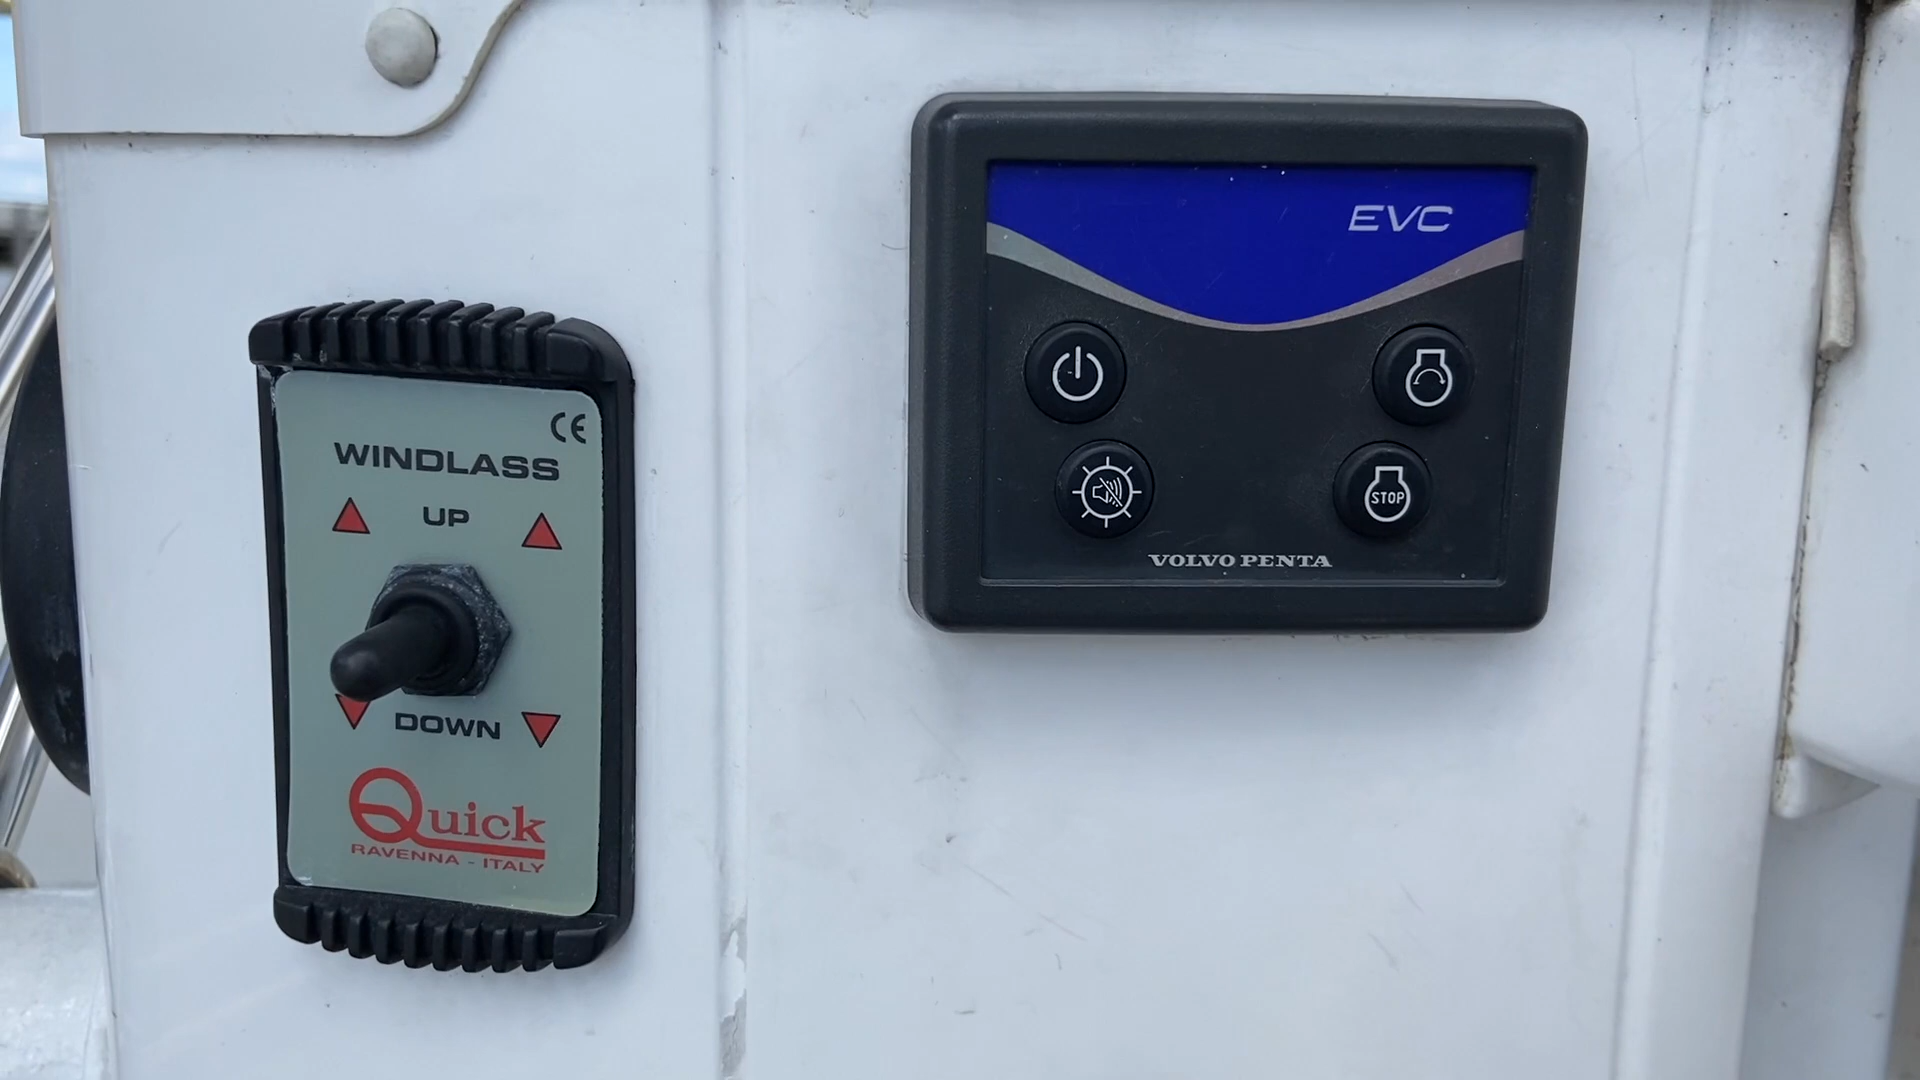 CE
WINDLASS
UP
DOWN
Quick
RAVENNA - ITALY
EVC
STOP
VOLVO PENTA